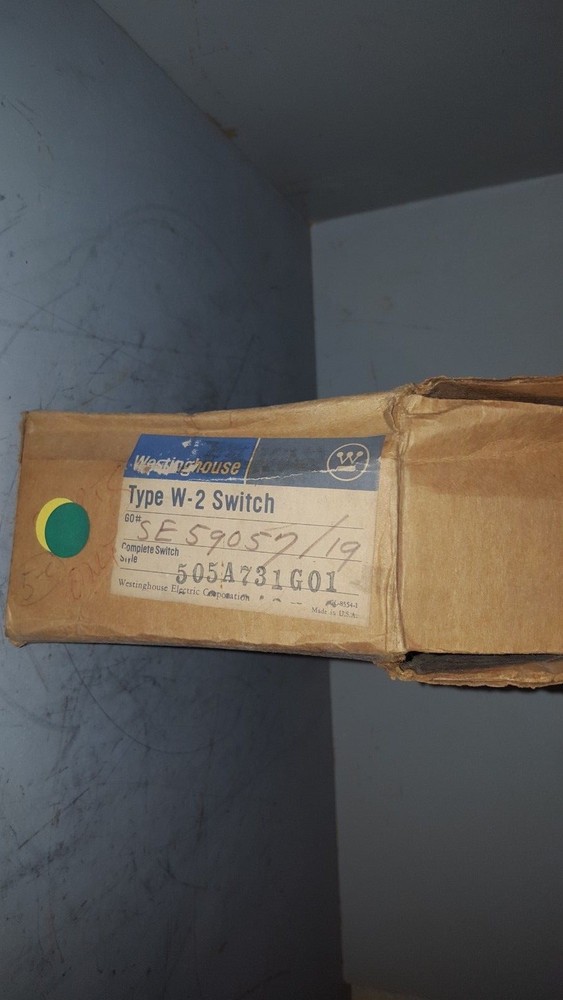 Westinghouse
Type W-2 Switch
GO#
SE 59057/19
Complete Switch
Style
505A731G01
Westinghouse Electric Corporation
Made in U.S.A.